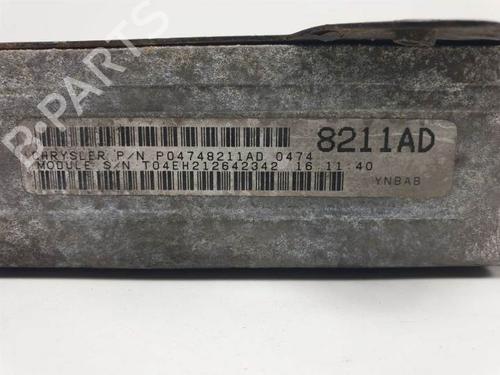 8211AD
CHRYSLER P/N P04748211AD 0474
MODULE S/N T04EH212642342 16 11 40
YNBAB
B-PARTS